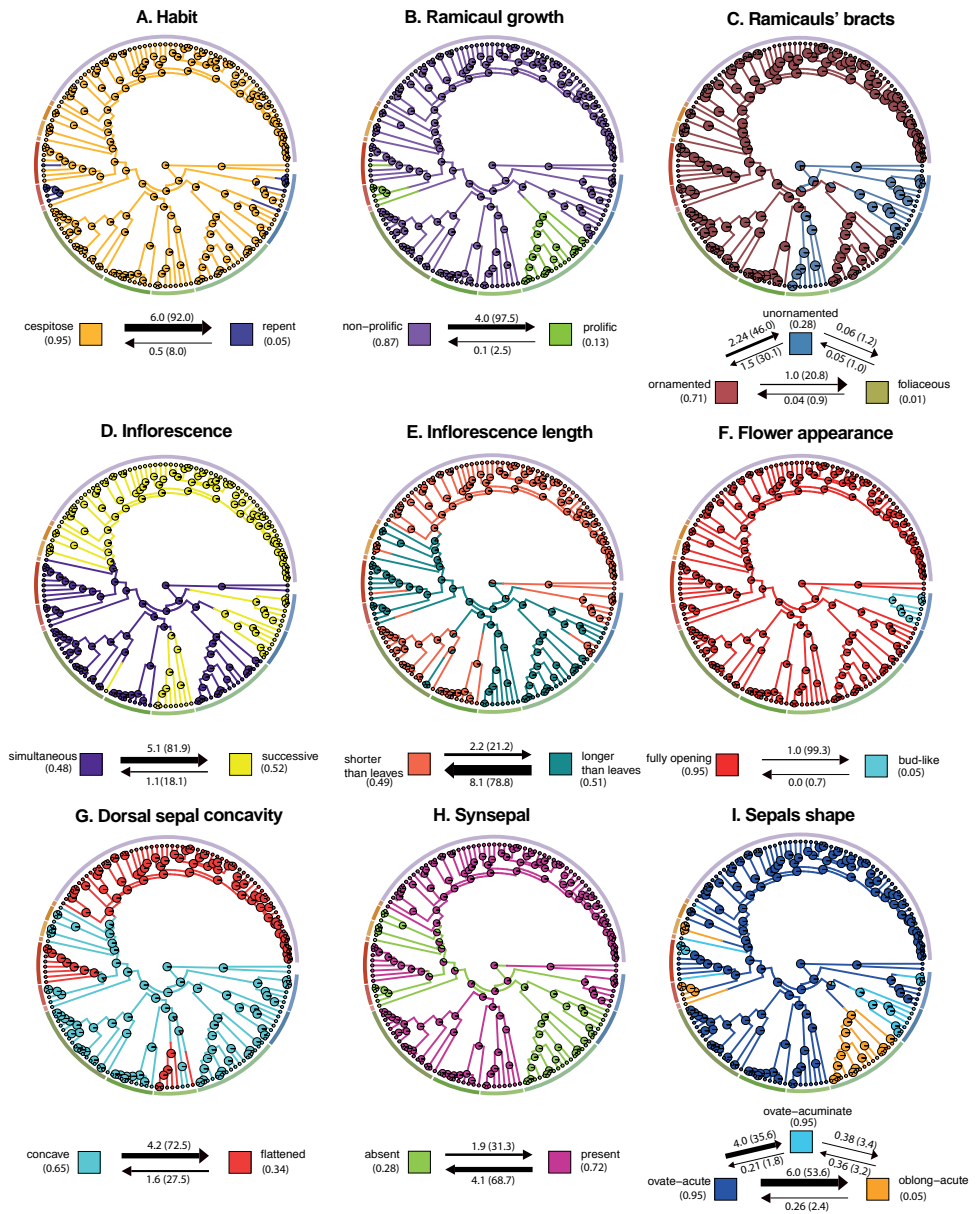 A. Habit
cespitose
(0.95)
6.0 (92.0)
0.5 (8.0)
repent
(0.05)
B. Ramicaul growth
non−prolific
(0.87)
4.0 (97.5)
0.1 (2.5)
prolific
(0.13)
C. Ramicauls’ bracts
unornamented
(0.28)
2.24 (46.0)
1.5 (30.1)
0.06 (1.2)
0.05 (1.0)
ornamented
(0.71)
1.0 (20.8)
0.04 (0.9)
foliaceous
(0.01)
D. Inflorescence
simultaneous
(0.48)
5.1 (81.9)
1.1(18.1)
successive
(0.52)
E. Inflorescence length
shorter
than leaves
(0.49)
2.2 (21.2)
8.1 (78.8)
longer
than leaves
(0.51)
F. Flower appearance
fully opening
(0.95)
1.0 (99.3)
0.0 (0.7)
bud-like
(0.05)
G. Dorsal sepal concavity
concave
(0.65)
4.2 (72.5)
1.6 (27.5)
flattened
(0.34)
H. Synsepal
absent
(0.28)
1.9 (31.3)
4.1 (68.7)
present
(0.72)
I. Sepals shape
ovate−acuminate
(0.95)
4.0 (35.6)
0.21 (1.8)
0.38 (3.4)
0.36 (3.2)
ovate−acute
(0.95)
6.0 (53.6)
0.26 (2.4)
oblong−acute
(0.05)